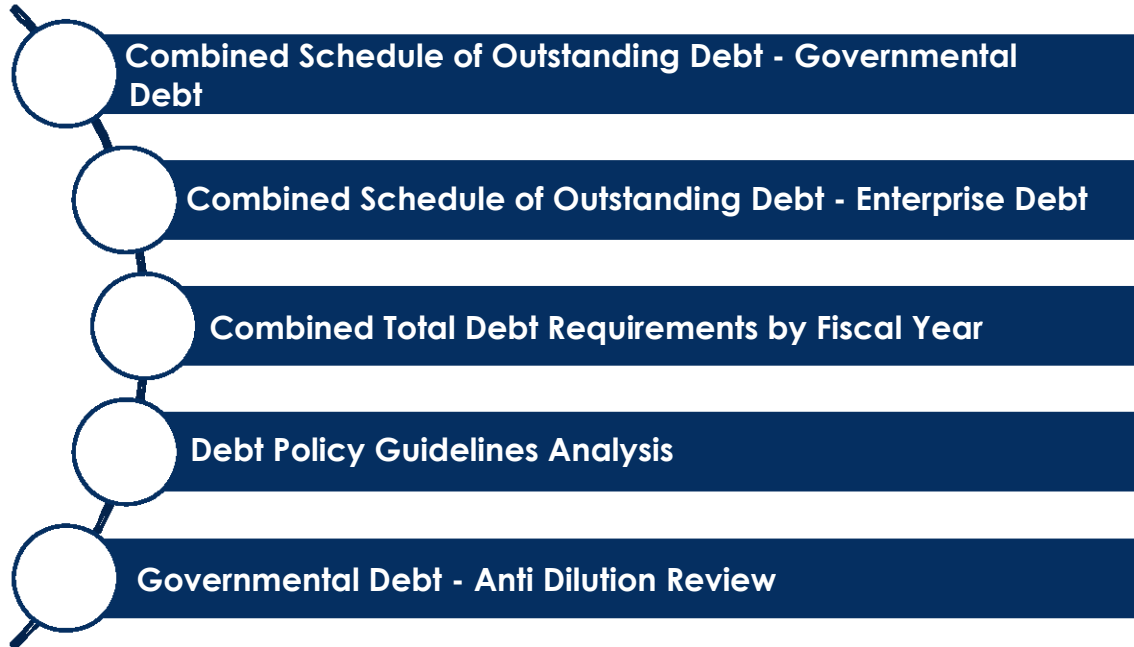 Combined Schedule of Outstanding Debt - Governmental
Debt
Combined Schedule of Outstanding Debt - Enterprise Debt
Combined Total Debt Requirements by Fiscal Year
Debt Policy Guidelines Analysis
Governmental Debt - Anti Dilution Review